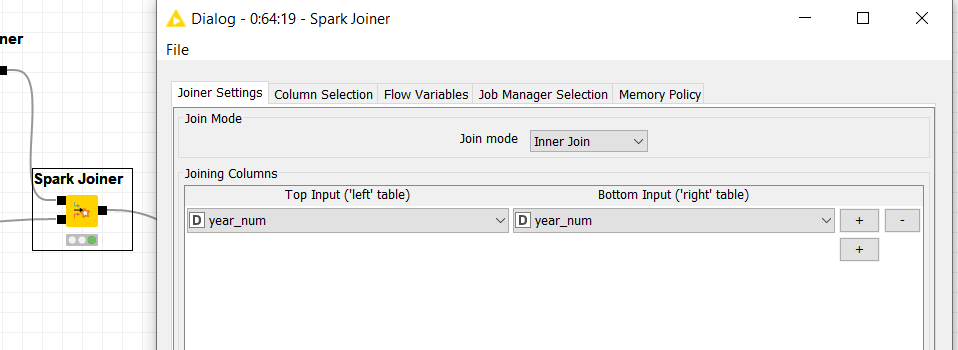 ner
Dialog - 0:64:19 - Spark Joiner
File
Joiner Settings Column Selection Flow Variables Job Manager Selection Memory Policy
Join Mode
Join mode Inner Join
Spark Joiner
Joining Columns
Top Input ('left' table) Bottom Input ('right' table)
D year_num D year_num + -
+